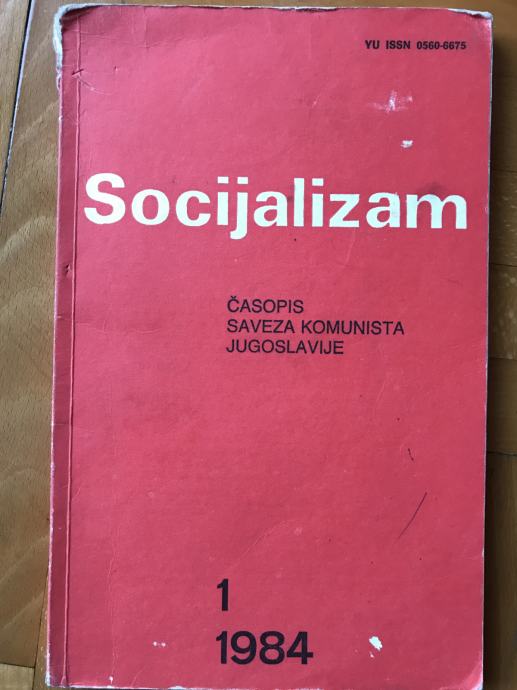 YU ISSN 0560-6675
Socijalizam
ČASOPIS
SAVEZA KOMUNISTA
JUGOSLAVIJE
1
1984